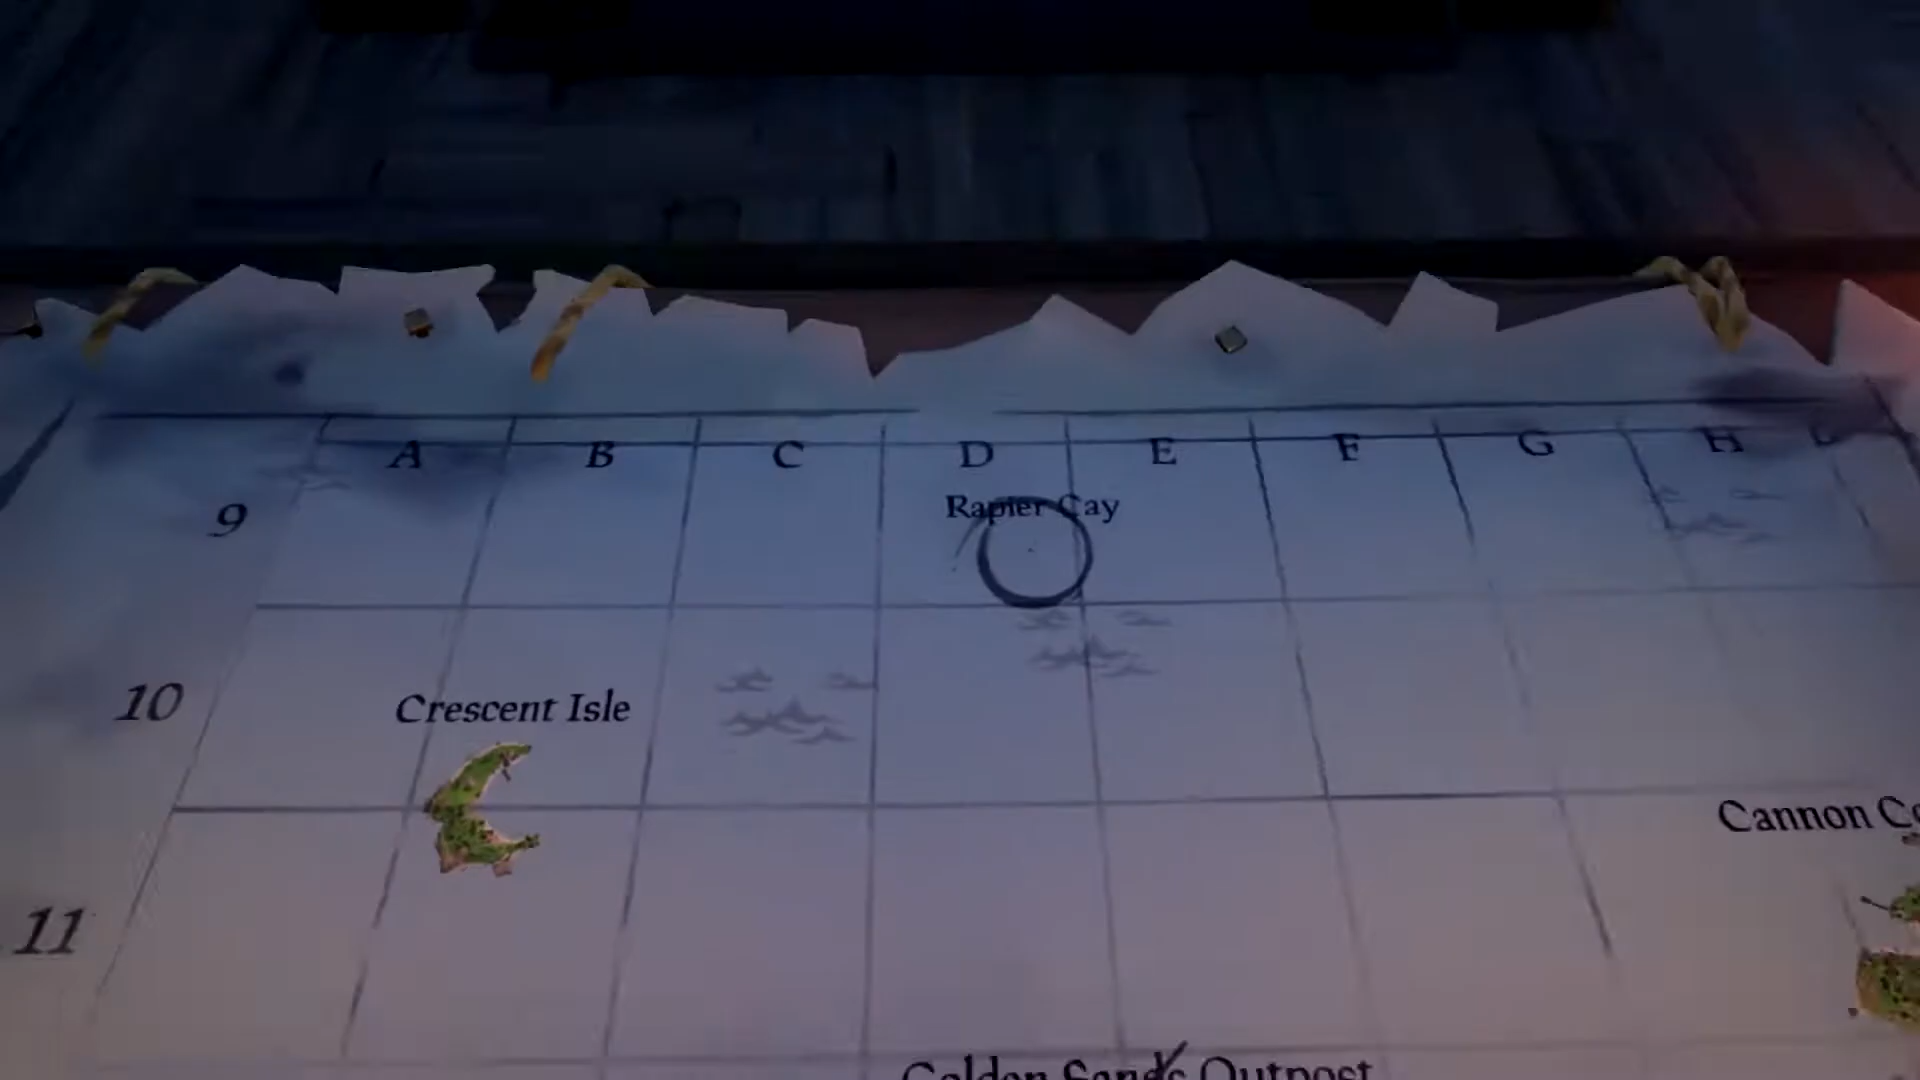 A B C D E F G H
Rapier Cay
9
10
Crescent Isle
Cannon Co
11
Golden Sands Outpost